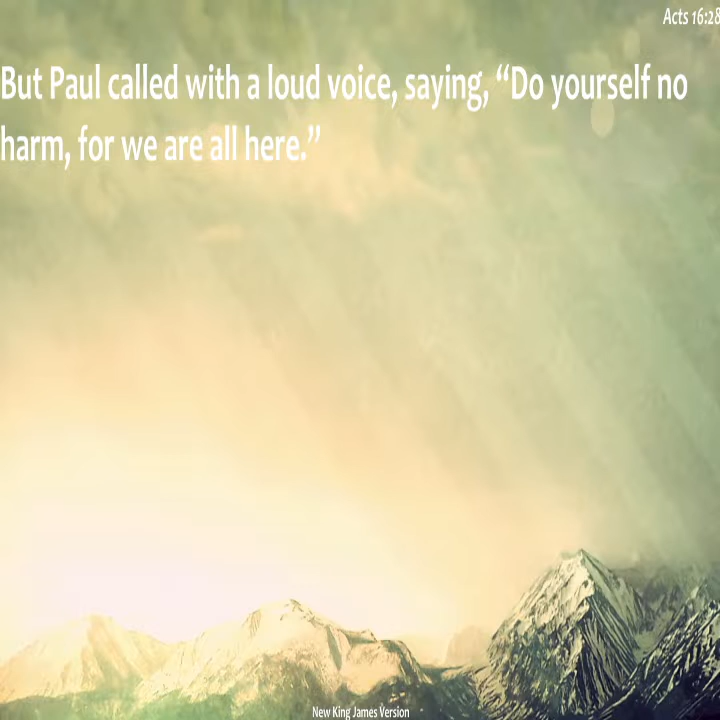 Acts 16:28
But Paul called with a loud voice, saying, “Do yourself no
harm, for we are all here.”
New King James Version